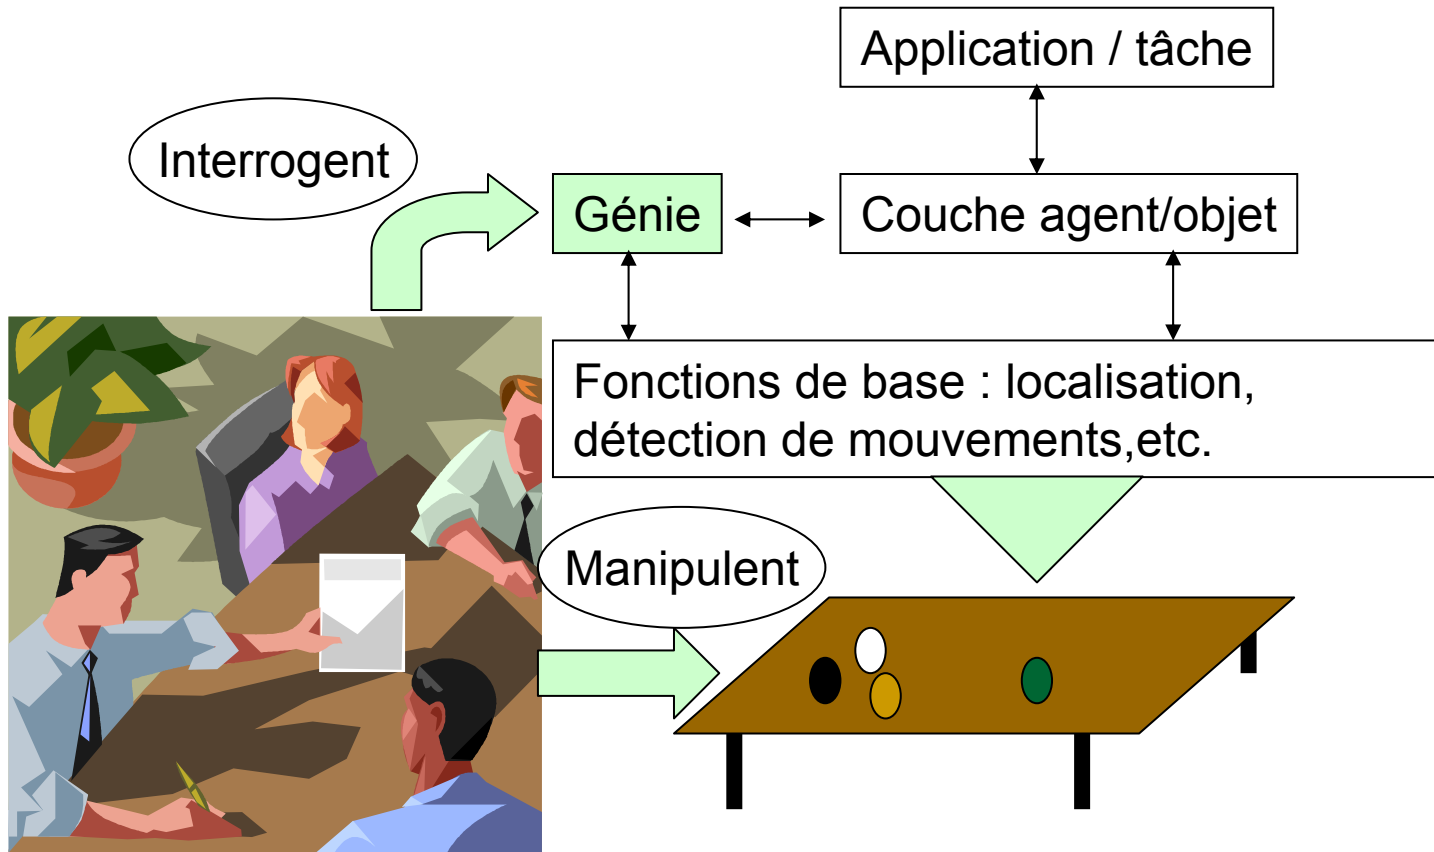 Application / tâche
Interrogent
Génie
Couche agent/objet
Fonctions de base : localisation,
détection de mouvements,etc.
Manipulent